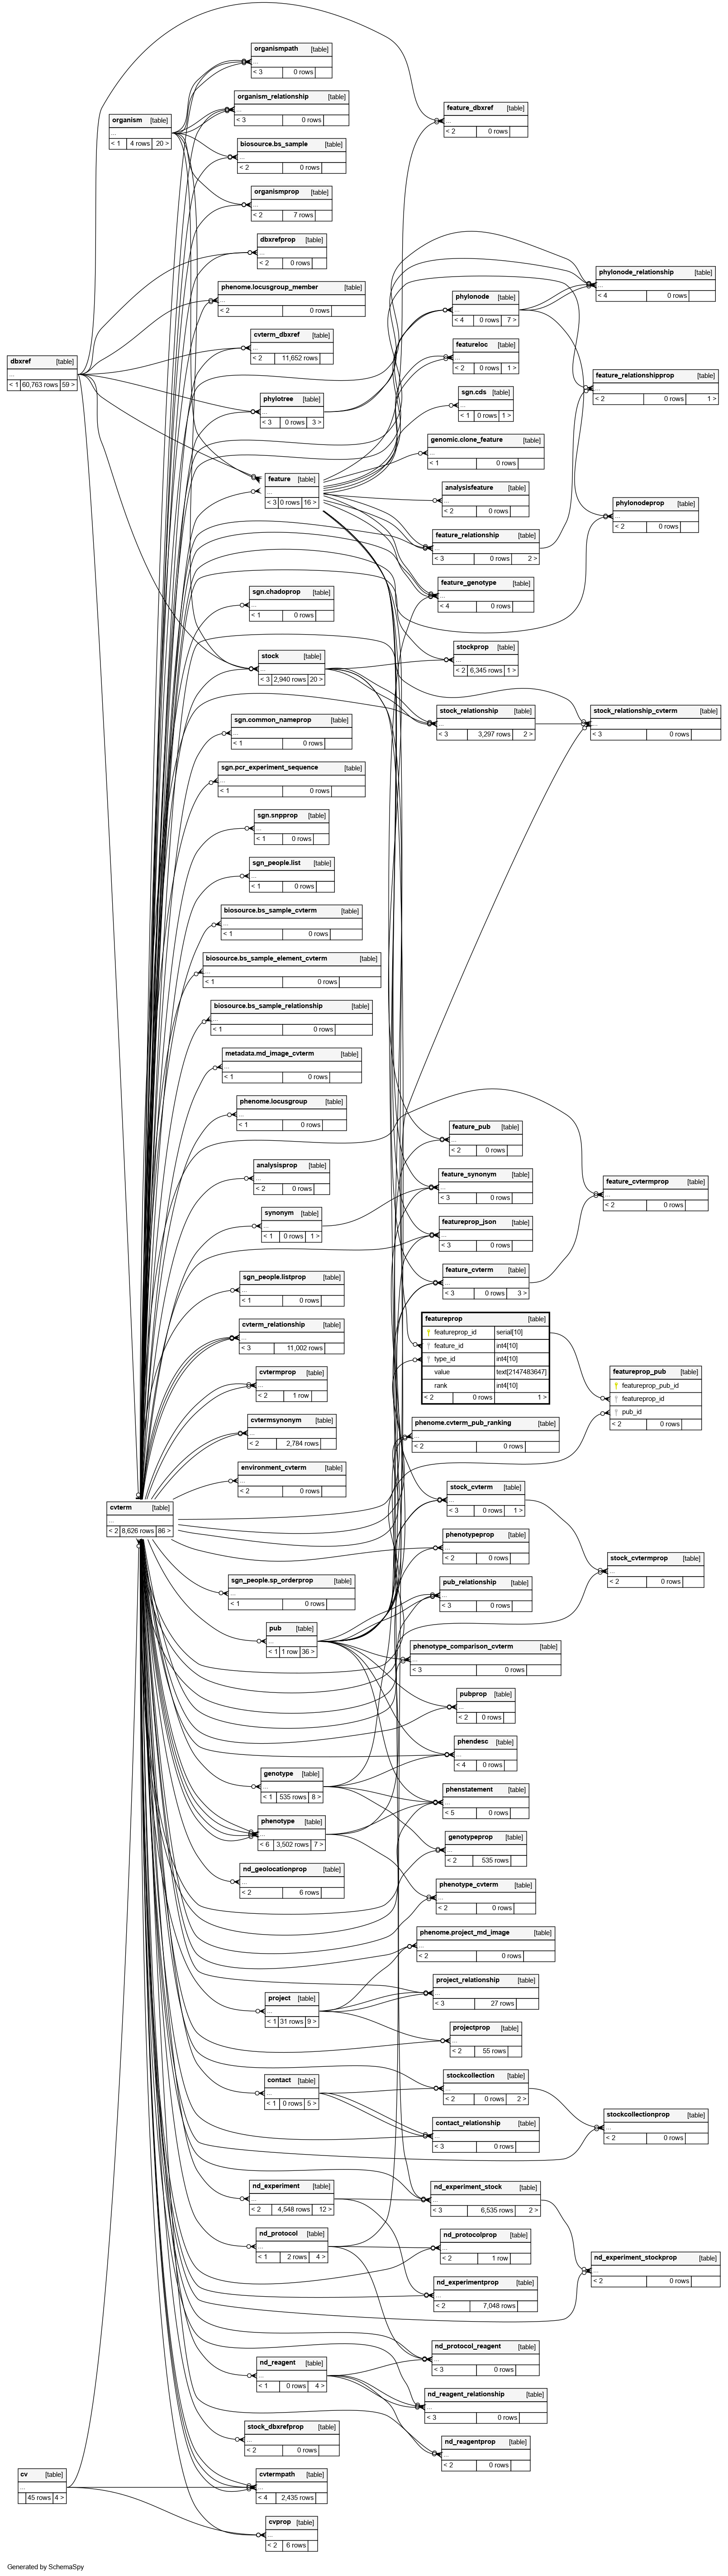 organismpath [table]
...
< 3 0 rows
organism_relationship [table]
...
< 3 0 rows
feature_dbxref [table]
...
< 2 0 rows
organism [table]
...
< 1 4 rows 20 >
biosource.bs_sample [table]
...
< 2 0 rows
organismprop [table]
...
< 2 7 rows
dbxrefprop [table]
...
< 2 0 rows
phylonode_relationship [table]
...
< 4 0 rows
phenome.locusgroup_member [table]
...
< 2 0 rows
phylonode [table]
...
< 4 0 rows 7 >
cvterm_dbxref [table]
...
< 2 11,652 rows
featureloc [table]
...
< 2 0 rows 1 >
dbxref [table]
...
< 1 60,763 rows 59 >
feature_relationshipprop [table]
...
< 2 0 rows 1 >
phylotree [table]
...
< 3 0 rows 3 >
sgn.cds [table]
...
< 1 0 rows 1 >
genomic.clone_feature [table]
...
< 1 0 rows
feature [table]
...
< 3 0 rows 16 >
analysisfeature [table]
...
< 2 0 rows
phylonodeprop [table]
...
< 2 0 rows
feature_relationship [table]
...
< 3 0 rows 2 >
feature_genotype [table]
...
< 4 0 rows
sgn.chadoprop [table]
...
< 1 0 rows
stockprop [table]
...
< 2 6,345 rows 1 >
stock [table]
...
< 3 2,940 rows 20 >
stock_relationship [table]
...
< 3 3,297 rows 2 >
stock_relationship_cvterm [table]
...
< 3 0 rows
sgn.common_nameprop [table]
...
< 1 0 rows
sgn.pcr_experiment_sequence [table]
...
< 1 0 rows
sgn.snpprop [table]
...
< 1 0 rows
sgn_people.list [table]
...
< 1 0 rows
biosource.bs_sample_cvterm [table]
...
< 1 0 rows
biosource.bs_sample_element_cvterm [table]
...
< 1 0 rows
biosource.bs_sample_relationship [table]
...
< 1 0 rows
metadata.md_image_cvterm [table]
...
< 1 0 rows
phenome.locusgroup [table]
...
< 1 0 rows
feature_pub [table]
...
< 2 0 rows
analysisprop [table]
...
< 2 0 rows
feature_synonym [table]
...
< 3 0 rows
feature_cvtermprop [table]
...
< 2 0 rows
synonym [table]
...
< 1 0 rows 1 >
featureprop_json [table]
...
< 3 0 rows
sgn_people.listprop [table]
...
< 1 0 rows
feature_cvterm [table]
...
< 3 0 rows 3 >
cvterm_relationship [table]
...
< 3 11,002 rows
featureprop [table]
featureprop_id serial[10]
feature_id int4[10]
type_id int4[10]
value text[2147483647]
rank int4[10]
< 2 0 rows 1 >
cvtermprop [table]
...
< 2 1 row
featureprop_pub [table]
featureprop_pub_id
featureprop_id
pub_id
< 2 0 rows
cvtermsynonym [table]
...
< 2 2,784 rows
phenome.cvterm_pub_ranking [table]
...
< 2 0 rows
environment_cvterm [table]
...
< 2 0 rows
stock_cvterm [table]
...
< 3 0 rows 1 >
cvterm [table]
...
< 2 8,626 rows 86 >
phenotypeprop [table]
...
< 2 0 rows
stock_cvtermprop [table]
...
< 2 0 rows
sgn_people.sp_orderprop [table]
...
< 1 0 rows
pub_relationship [table]
...
< 3 0 rows
pub [table]
...
< 1 1 row 36 >
phenotype_comparison_cvterm [table]
...
< 3 0 rows
pubprop [table]
...
< 2 0 rows
phendesc [table]
...
< 4 0 rows
genotype [table]
...
< 1 535 rows 8 >
phenstatement [table]
...
< 5 0 rows
phenotype [table]
...
< 6 3,502 rows 7 >
genotypeprop [table]
...
< 2 535 rows
nd_geolocationprop [table]
...
< 2 6 rows
phenotype_cvterm [table]
...
< 2 0 rows
phenome.project_md_image [table]
...
< 2 0 rows
project_relationship [table]
...
< 3 27 rows
project [table]
...
< 1 31 rows 9 >
projectprop [table]
...
< 2 55 rows
contact [table]
...
< 1 0 rows 5 >
stockcollection [table]
...
< 2 0 rows 2 >
contact_relationship [table]
...
< 3 0 rows
stockcollectionprop [table]
...
< 2 0 rows
nd_experiment [table]
...
< 2 4,548 rows 12 >
nd_experiment_stock [table]
...
< 3 6,535 rows 2 >
nd_protocol [table]
...
< 1 2 rows 4 >
nd_protocolprop [table]
...
< 2 1 row
nd_experiment_stockprop [table]
...
< 2 0 rows
nd_experimentprop [table]
...
< 2 7,048 rows
nd_protocol_reagent [table]
...
< 3 0 rows
nd_reagent [table]
...
< 1 0 rows 4 >
nd_reagent_relationship [table]
...
< 3 0 rows
stock_dbxrefprop [table]
...
< 2 0 rows
nd_reagentprop [table]
...
< 2 0 rows
cv [table]
...
45 rows 4 >
cvtermpath [table]
...
< 4 2,435 rows
cvprop [table]
...
< 2 6 rows
Generated by SchemaSpy